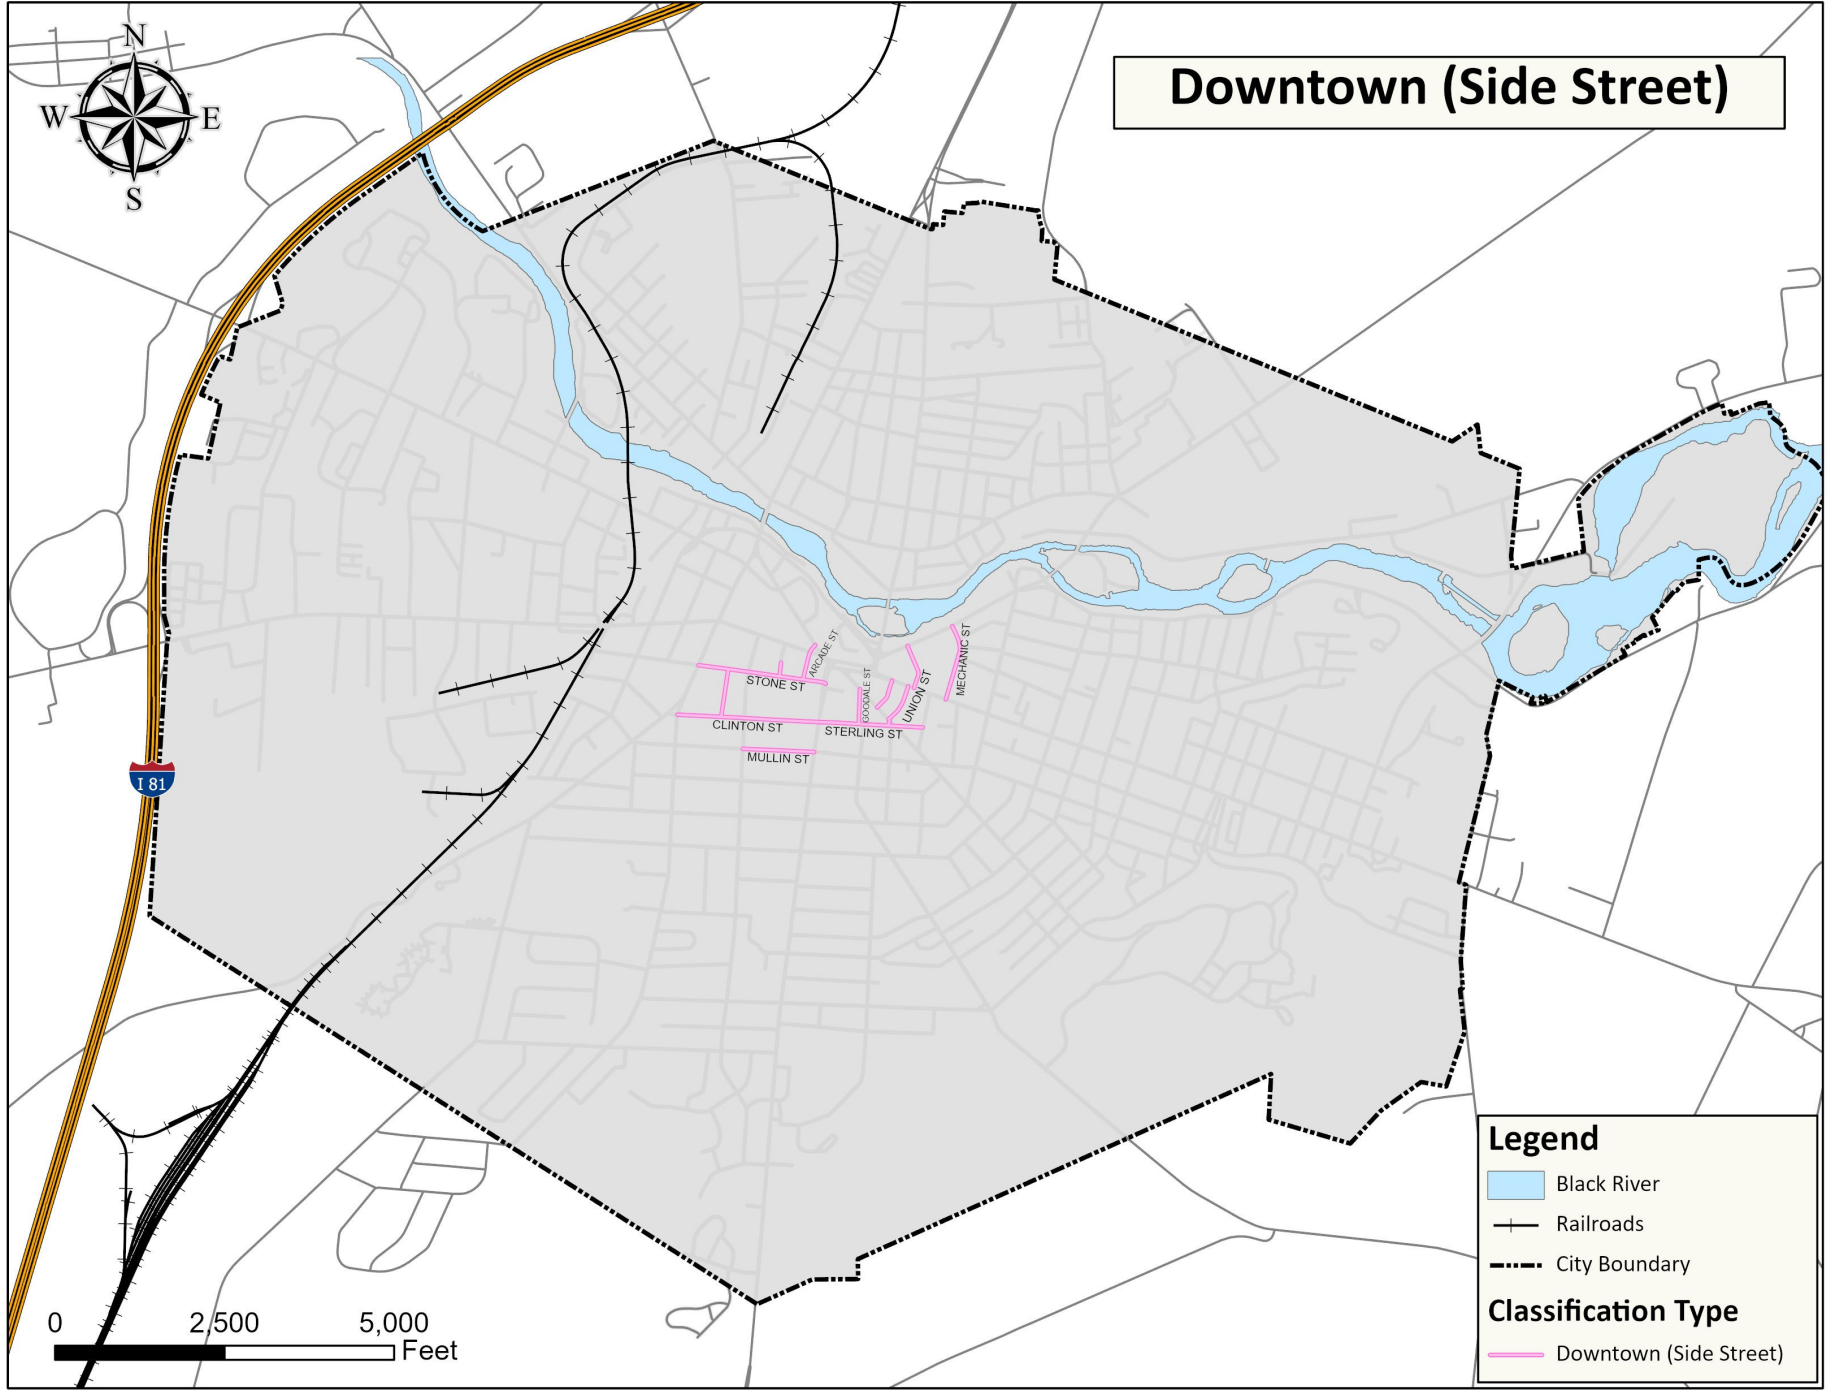 N
W E
S
Downtown (Side Street)
ARCADE ST
MECHANIC ST
STONE ST
GOODALE ST
UNION ST
CLINTON ST
STERLING ST
MULLIN ST
I 81
Legend
Black River
Railroads
City Boundary
Classification Type
Downtown (Side Street)
0 2,500 5,000
Feet